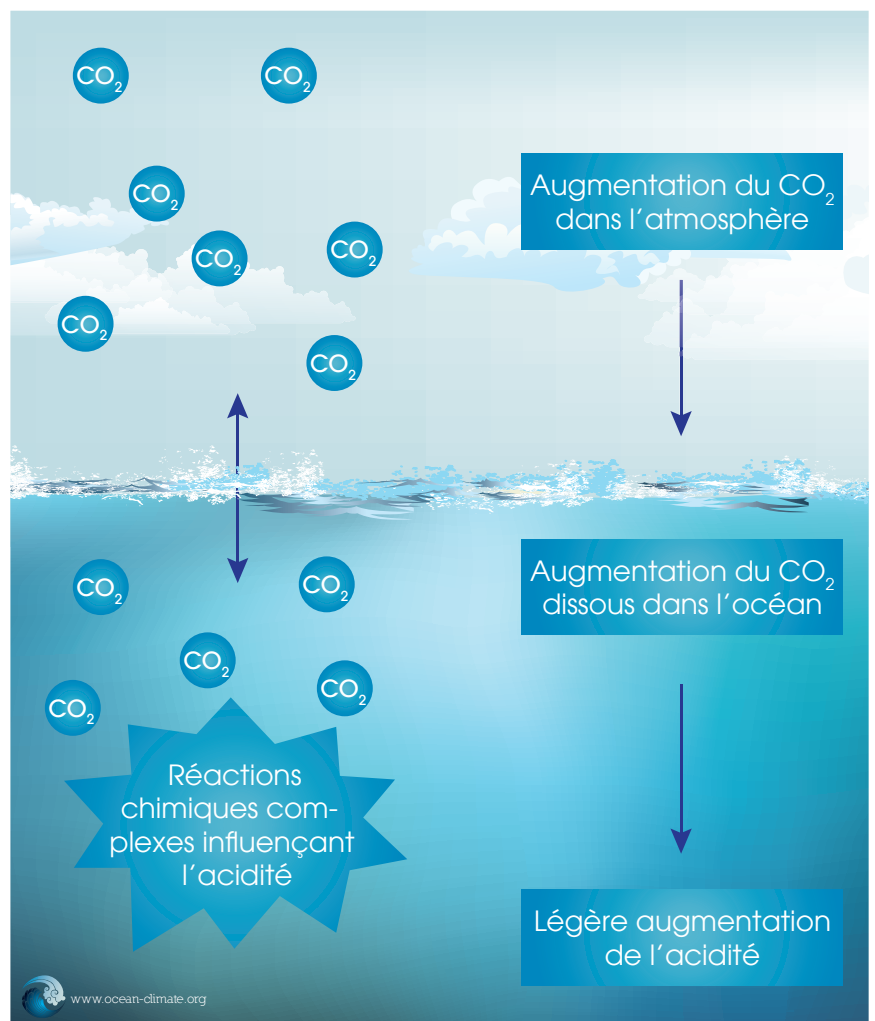 CO2
CO2
CO2
CO2
CO2
CO2
CO2
Augmentation du CO2
dans l'atmosphère
CO2
CO2
CO2
CO2
CO2
Augmentation du CO2
dissous dans l'océan
Réactions
chimiques com-
plexes influençant
l'acidité
Légère augmentation
de l'acidité
www.ocean-climate.org